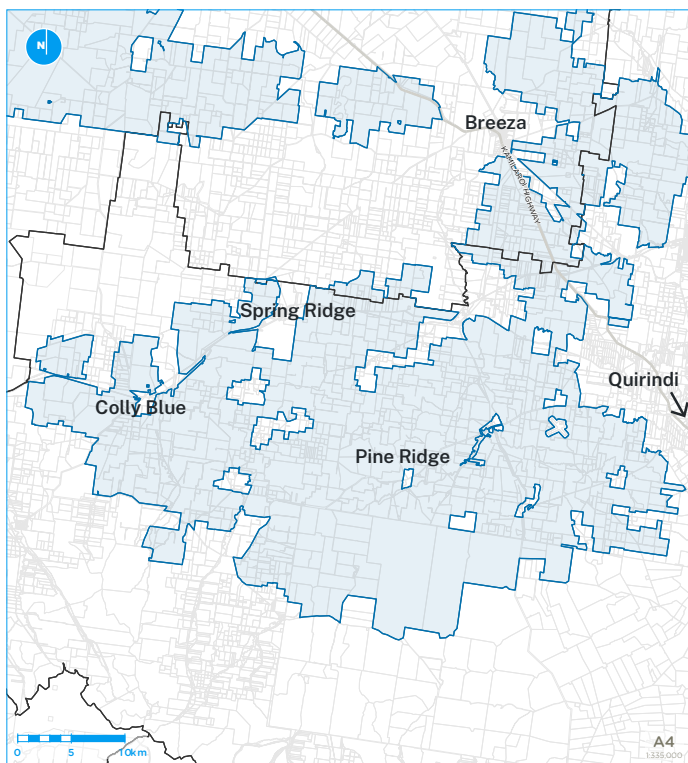 N
Breeza
KAMILAROI HIGHWAY
Spring Ridge
Quirindi
Colly Blue
Pine Ridge
0 5 10km
A4
1:335,000